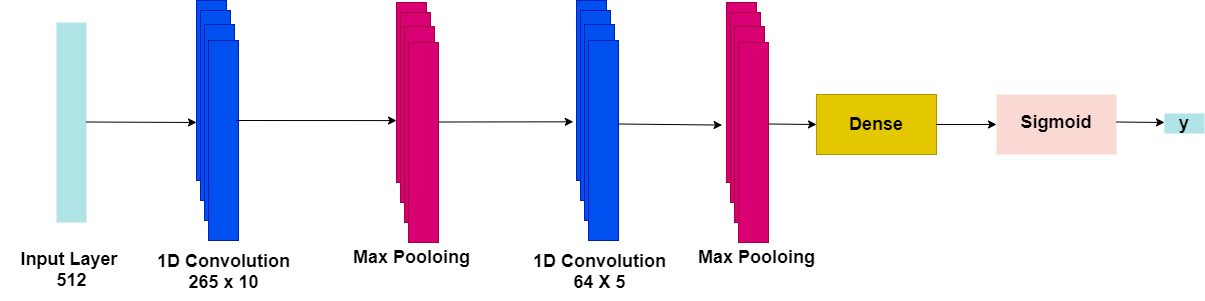 Input Layer
512
1D Convolution
265 x 10
Max Pooloing
1D Convolution
64 X 5
Max Pooloing
Dense
Sigmoid
y